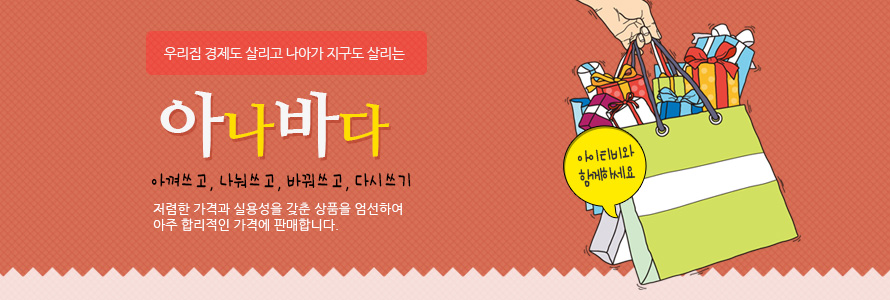 우리집 경제도 살리고 나아가 지구도 살리는
아나바다
아껴쓰고, 나눠쓰고, 바꿔쓰고, 다시쓰기
저렴한 가격과 실용성을 갖춘 상품을 엄선하여
아주 합리적인 가격에 판매합니다.
아이티비와
함께하세요